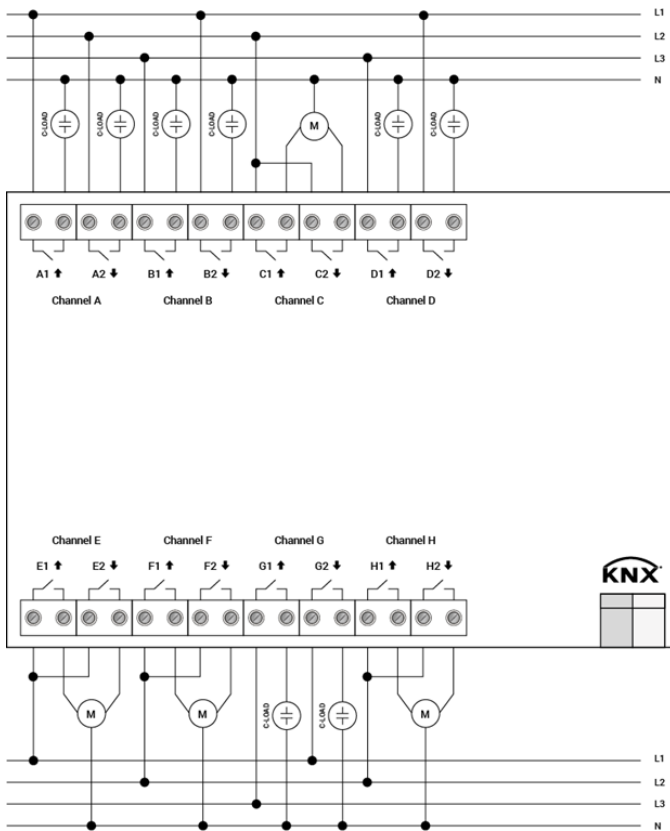 L1
L2
L3
N
C-LOAD C-LOAD C-LOAD C-LOAD M C-LOAD C-LOAD
A1 ⬆ A2 ⬇ B1 ⬆ B2 ⬇ C1 ⬆ C2 ⬇ D1 ⬆ D2 ⬇
Channel A Channel B Channel C Channel D
Channel E Channel F Channel G Channel H
E1 ⬆ E2 ⬇ F1 ⬆ F2 ⬇ G1 ⬆ G2 ⬇ H1 ⬆ H2 ⬇
KNX
M M C-LOAD C-LOAD M
L1
L2
L3
N